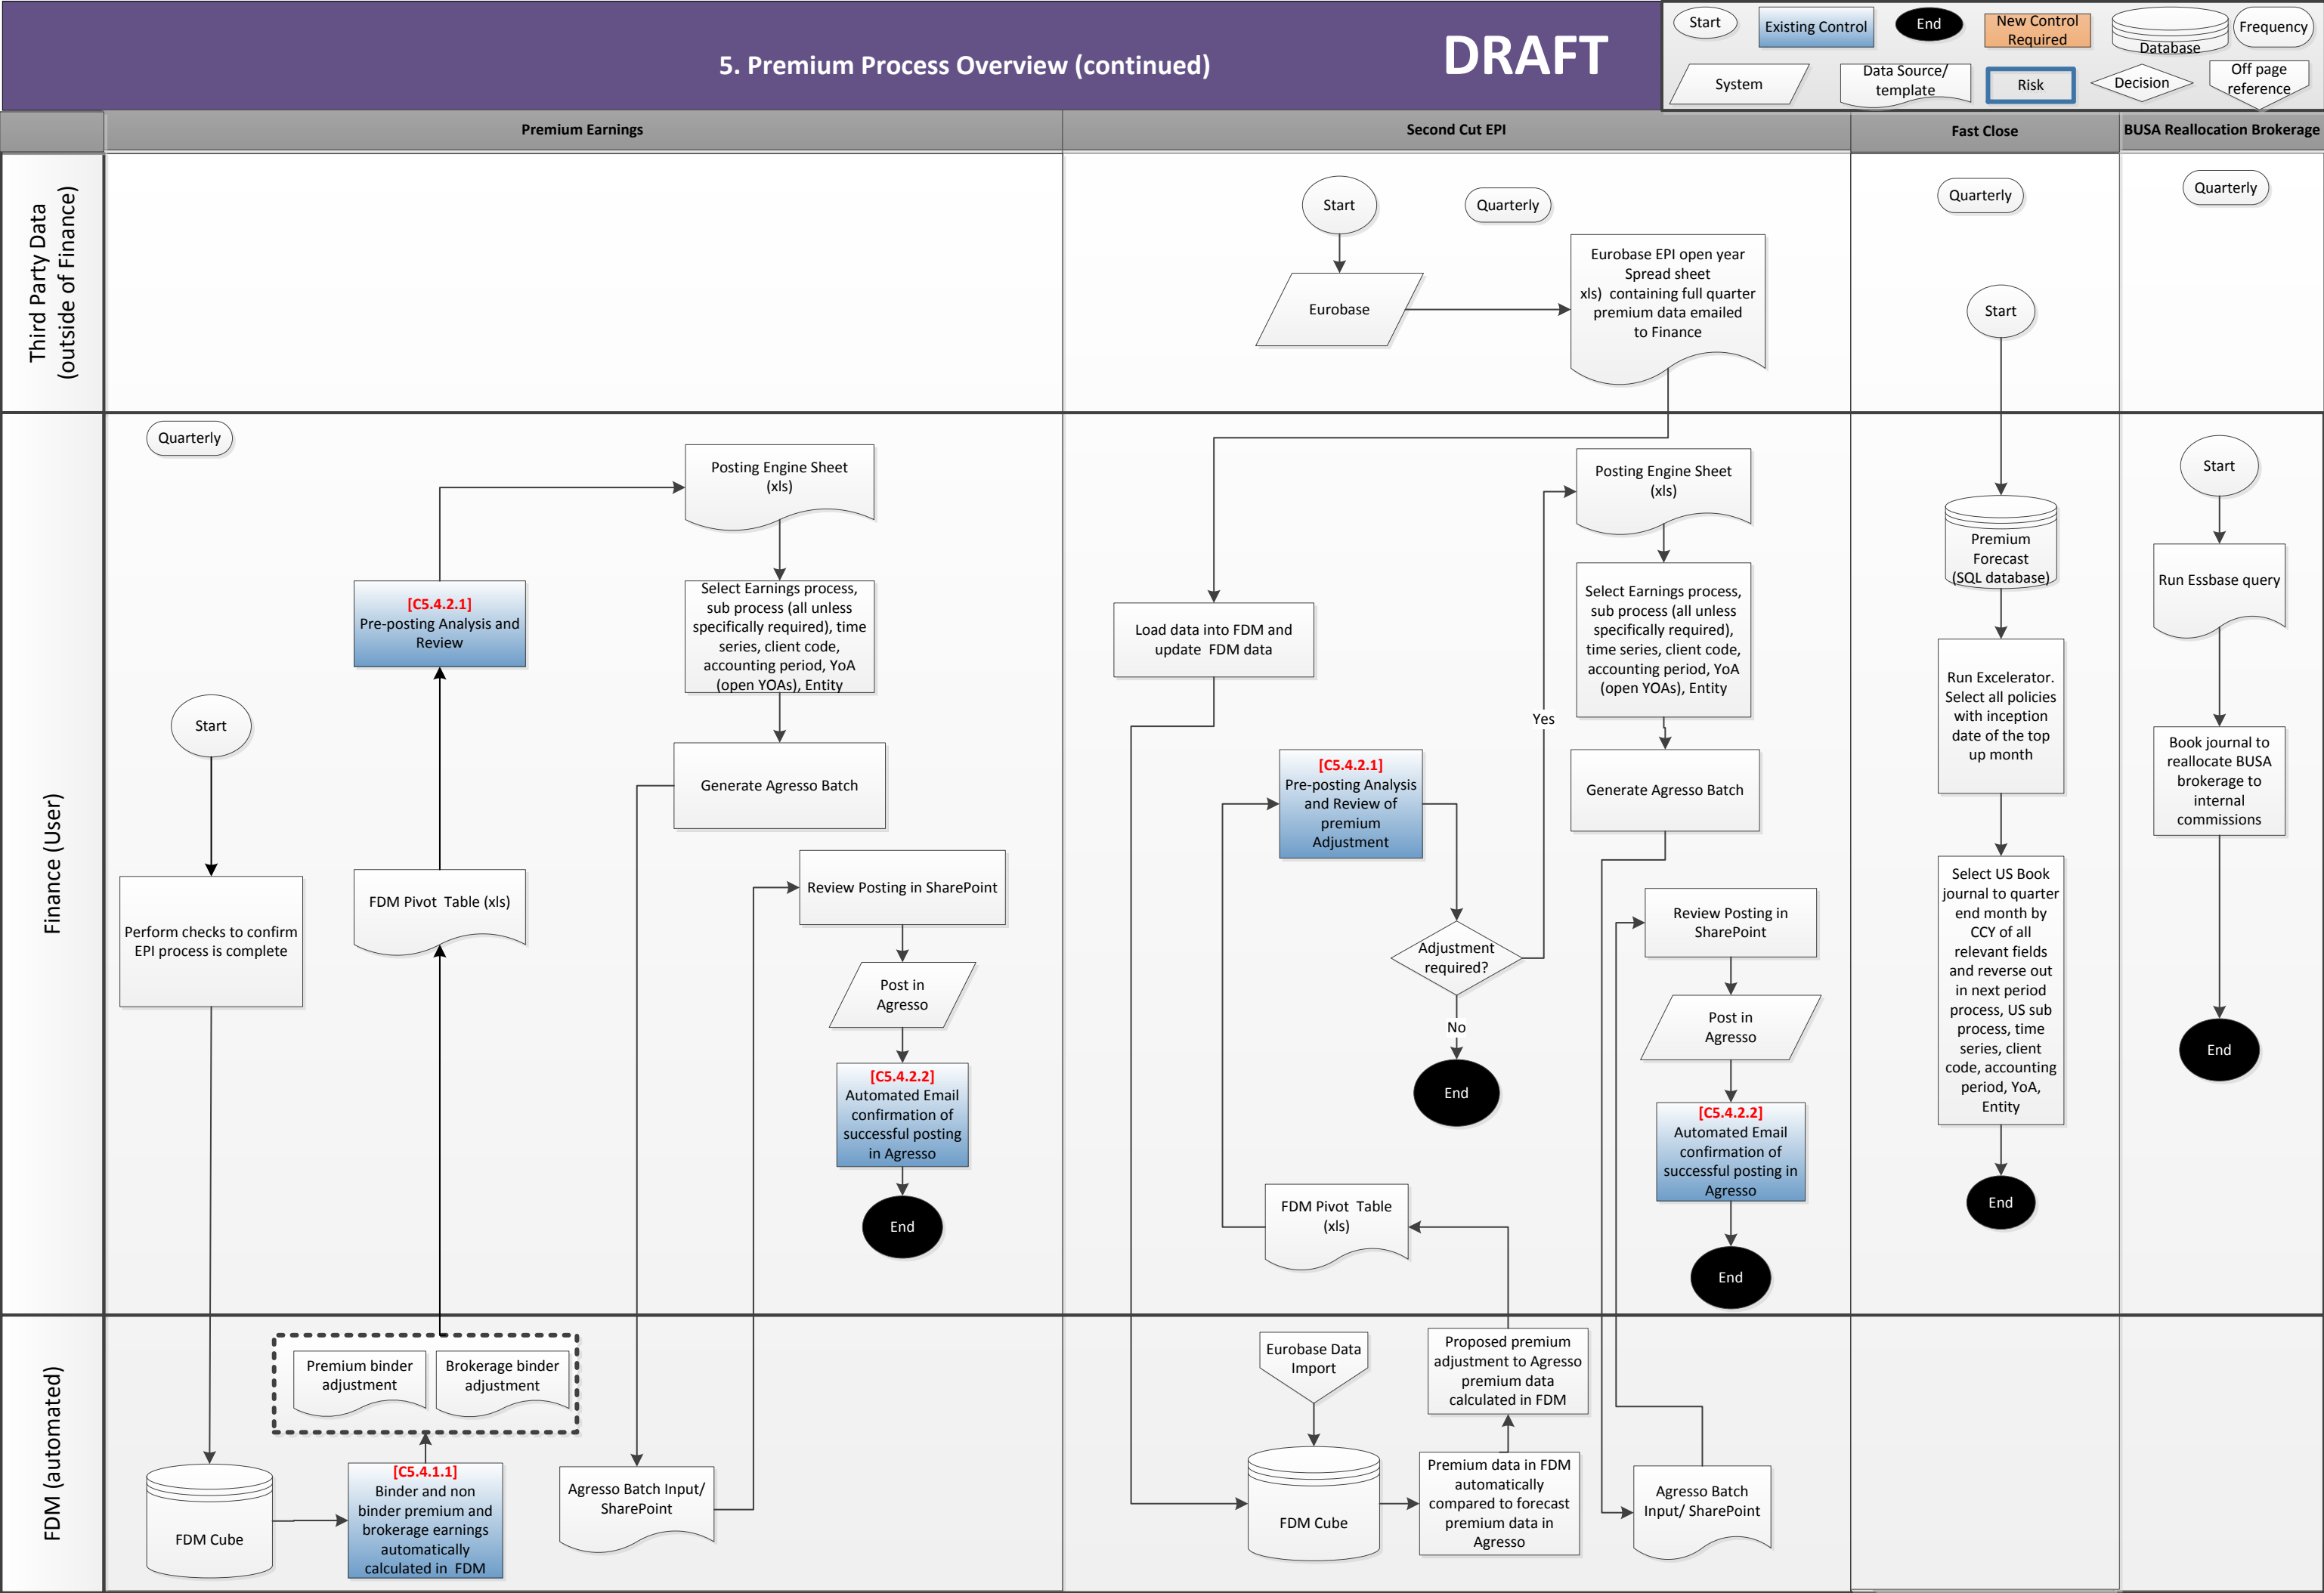 5. Premium Process Overview (continued)
DRAFT
Start
Existing Control
End
New Control
Required
Database
Frequency
System
Data Source/
template
Risk
Decision
Off page
reference
Premium Earnings
Second Cut EPI
Fast Close
BUSA Reallocation Brokerage
Third Party Data
(outside of Finance)
Start
Quarterly
Eurobase
Eurobase EPI open year
Spread sheet
xls) containing full quarter
premium data emailed
to Finance
Quarterly
Start
Quarterly
Finance (User)
Quarterly
Start
Perform checks to confirm
EPI process is complete
[C5.4.2.1]
Pre-posting Analysis and
Review
FDM Pivot Table (xls)
Posting Engine Sheet
(xls)
Select Earnings process,
sub process (all unless
specifically required), time
series, client code,
accounting period, YoA
(open YOAs), Entity
Generate Agresso Batch
Review Posting in SharePoint
Post in
Agresso
[C5.4.2.2]
Automated Email
confirmation of
successful posting
in Agresso
End
Load data into FDM and
update FDM data
[C5.4.2.1]
Pre-posting Analysis
and Review of
premium
Adjustment
Adjustment
required?
Yes
No
End
FDM Pivot Table
(xls)
Posting Engine Sheet
(xls)
Select Earnings process,
sub process (all unless
specifically required),
time series, client code,
accounting period, YoA
(open YOAs), Entity
Generate Agresso Batch
Review Posting in
SharePoint
Post in
Agresso
[C5.4.2.2]
Automated Email
confirmation of
successful posting in
Agresso
End
Premium
Forecast
(SQL database)
Run Excelerator.
Select all policies
with inception
date of the top
up month
Select US Book
journal to quarter
end month by
CCY of all
relevant fields
and reverse out
in next period
process, US sub
process, time
series, client
code, accounting
period, YoA,
Entity
End
Start
Run Essbase query
Book journal to
reallocate BUSA
brokerage to
internal
commissions
End
FDM (automated)
Premium binder
adjustment
Brokerage binder
adjustment
FDM Cube
[C5.4.1.1]
Binder and non
binder premium and
brokerage earnings
automatically
calculated in FDM
Agresso Batch Input/
SharePoint
Eurobase Data
Import
FDM Cube
Proposed premium
adjustment to Agresso
premium data
calculated in FDM
Premium data in FDM
automatically
compared to forecast
premium data in
Agresso
Agresso Batch
Input/ SharePoint